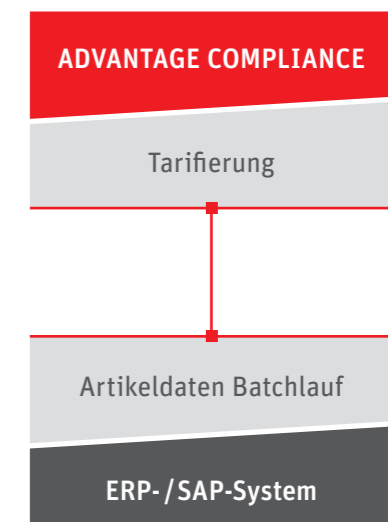 ADVANTAGE COMPLIANCE
Tarifierung
Artikeldaten Batchlauf
ERP-/SAP-System